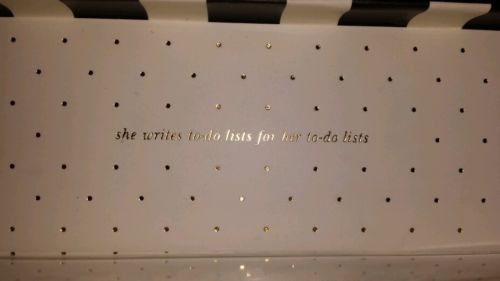 she writes to-do lists for her to-do lists